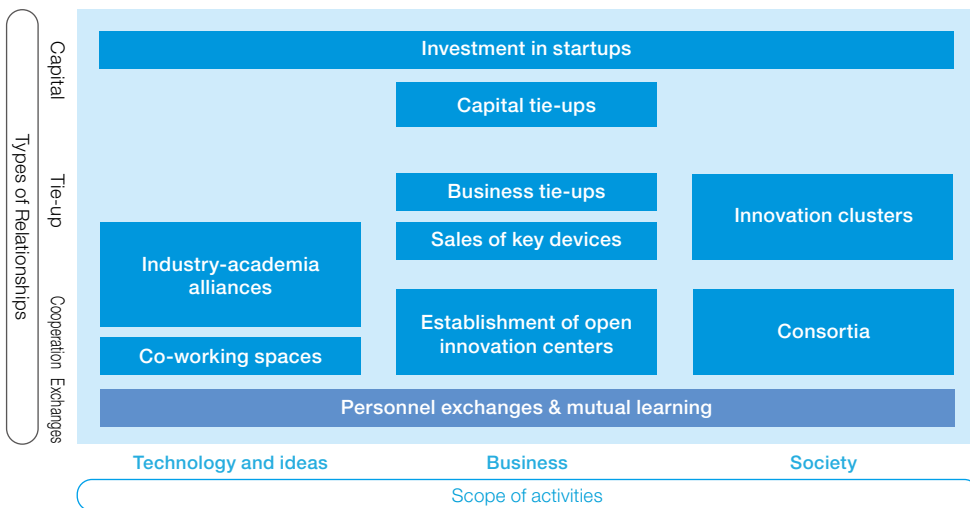 Types of Relationships
Capital
Tie-up
Cooperation
Exchanges
Investment in startups
Capital tie-ups
Business tie-ups
Sales of key devices
Innovation clusters
Industry-academia
alliances
Establishment of open
innovation centers
Consortia
Co-working spaces
Personnel exchanges & mutual learning
Technology and ideas
Business
Society
Scope of activities